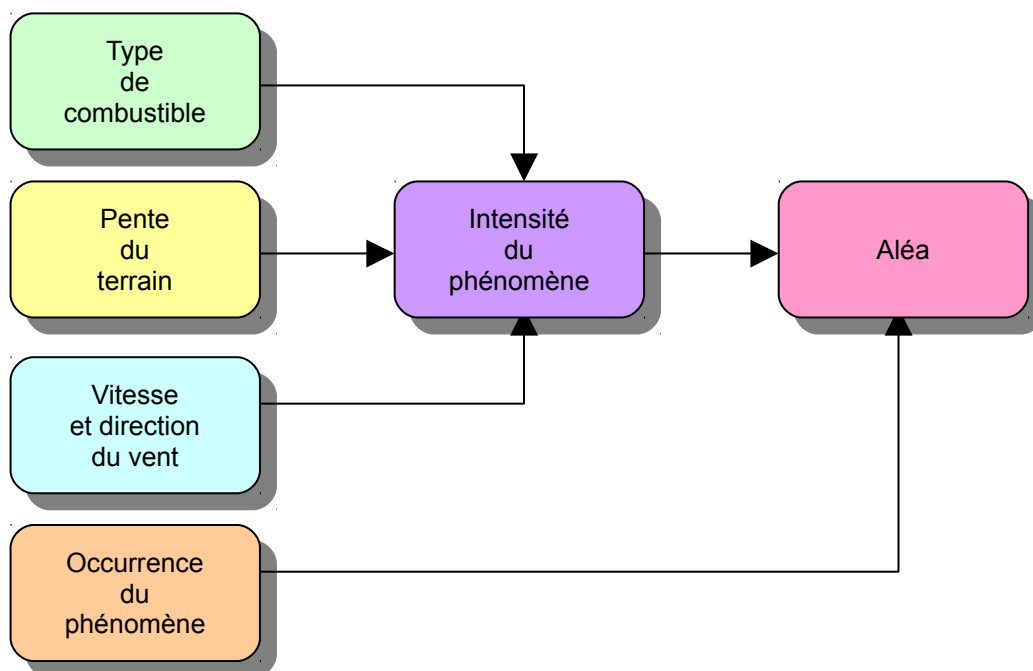 Type
de
combustible
Pente
du
terrain
Intensité
du
phénomène
Aléa
Vitesse
et direction
du vent
Occurrence
du
phénomène